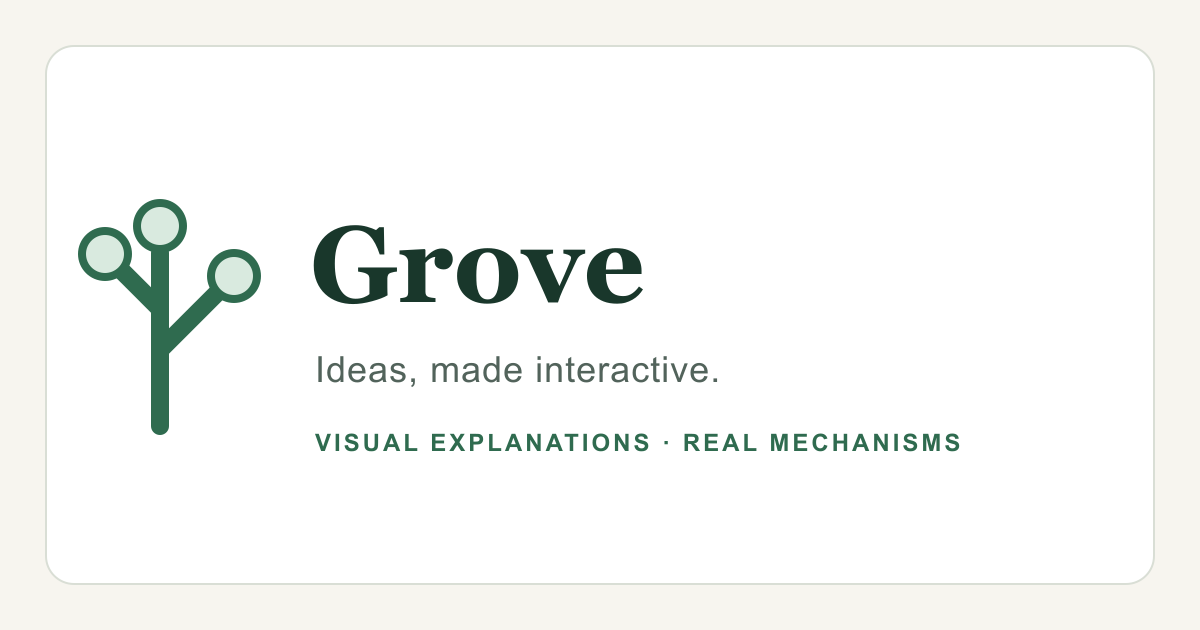 Grove
Ideas, made interactive.
VISUAL EXPLANATIONS · REAL MECHANISMS